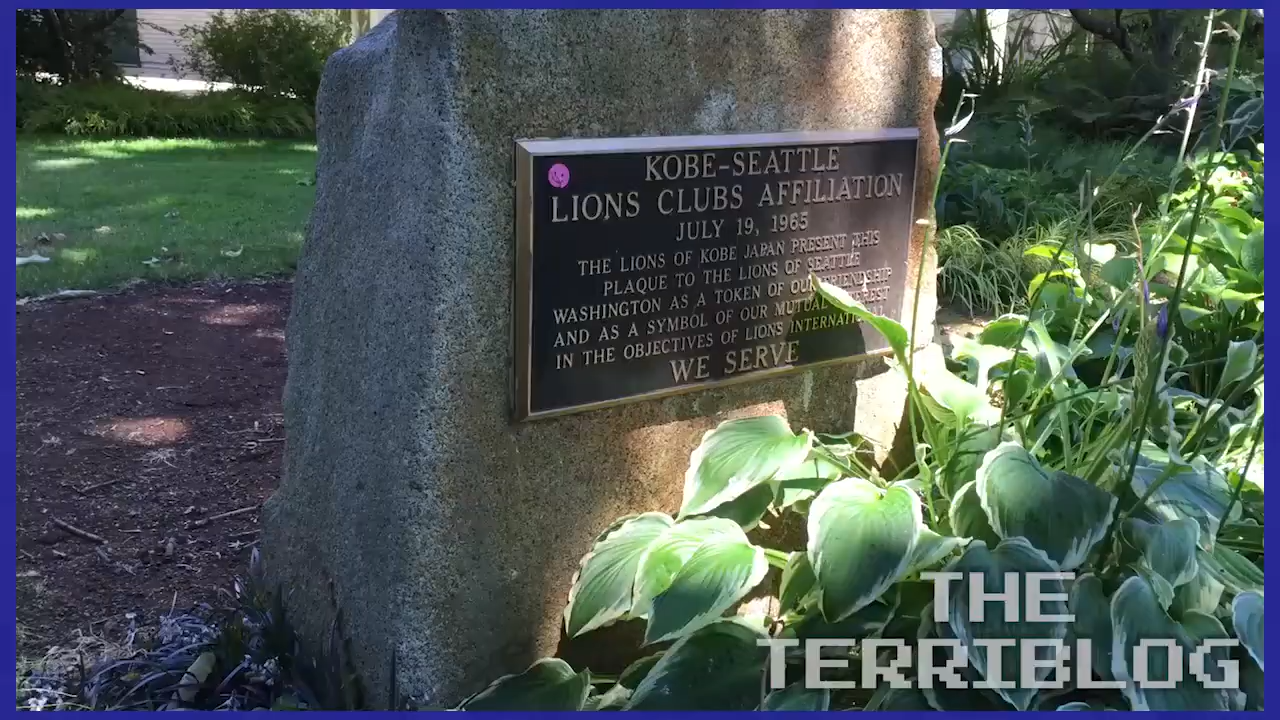 KOBE-SEATTLE
LIONS CLUBS AFFILIATION
JULY 19, 1965
THE LIONS OF KOBE JAPAN PRESENT THIS
PLAQUE TO THE LIONS OF SEATTLE
WASHINGTON AS A TOKEN OF OUR FRIENDSHIP
AND AS A SYMBOL OF OUR MUTUAL INTEREST
IN THE OBJECTIVES OF LIONS INTERNATIONAL
WE SERVE
THE
TERRIBLOG